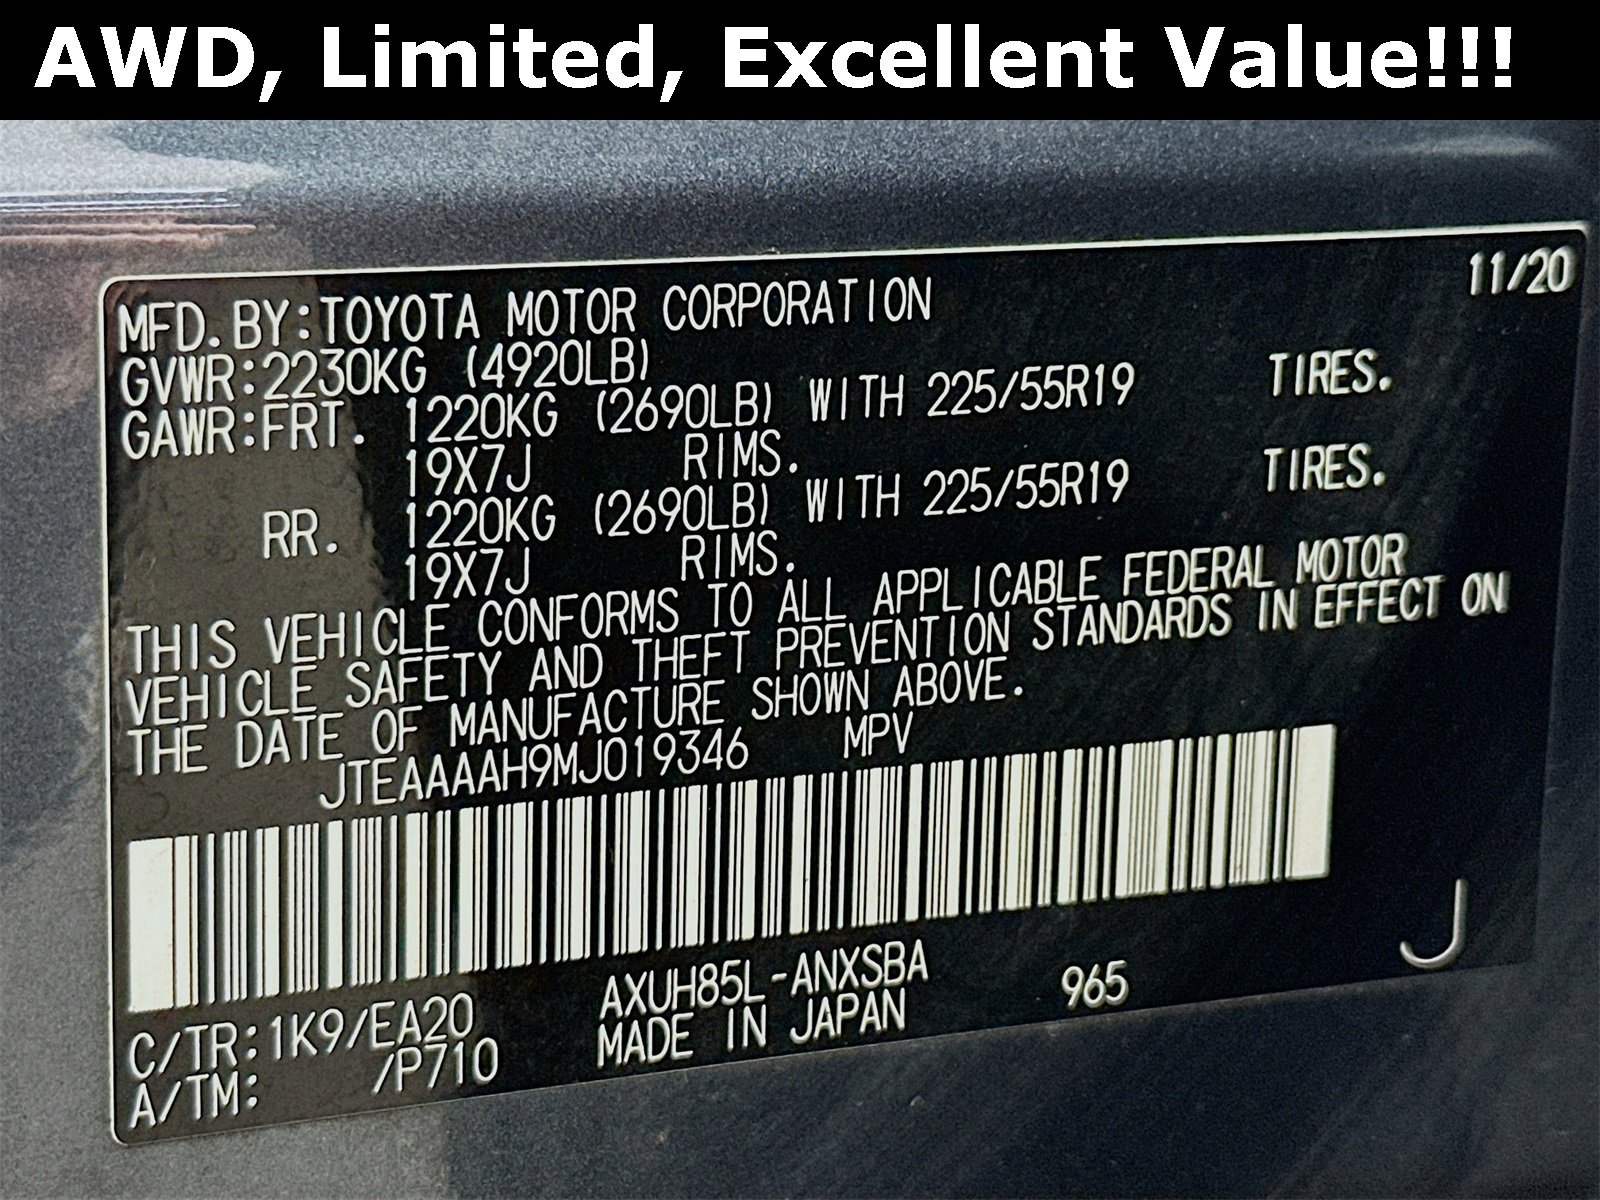 AWD, Limited, Excellent Value!!!
11/20
MFD.BY:TOYOTA MOTOR CORPORATION
GVWR:2230KG (4920LB)
GAWR:FRT. 1220KG (2690LB) WITH 225/55R19 TIRES.
19X7J RIMS.
RR. 1220KG (2690LB) WITH 225/55R19 TIRES.
19X7J RIMS.
THIS VEHICLE CONFORMS TO ALL APPLICABLE FEDERAL MOTOR
VEHICLE SAFETY AND THEFT PREVENTION STANDARDS IN EFFECT ON
THE DATE OF MANUFACTURE SHOWN ABOVE.
JTEAAAAH9MJ019346 MPV
C/TR:1K9/EA20 AXUH85L-ANXSBA 965 J
A/TM: /P710 MADE IN JAPAN